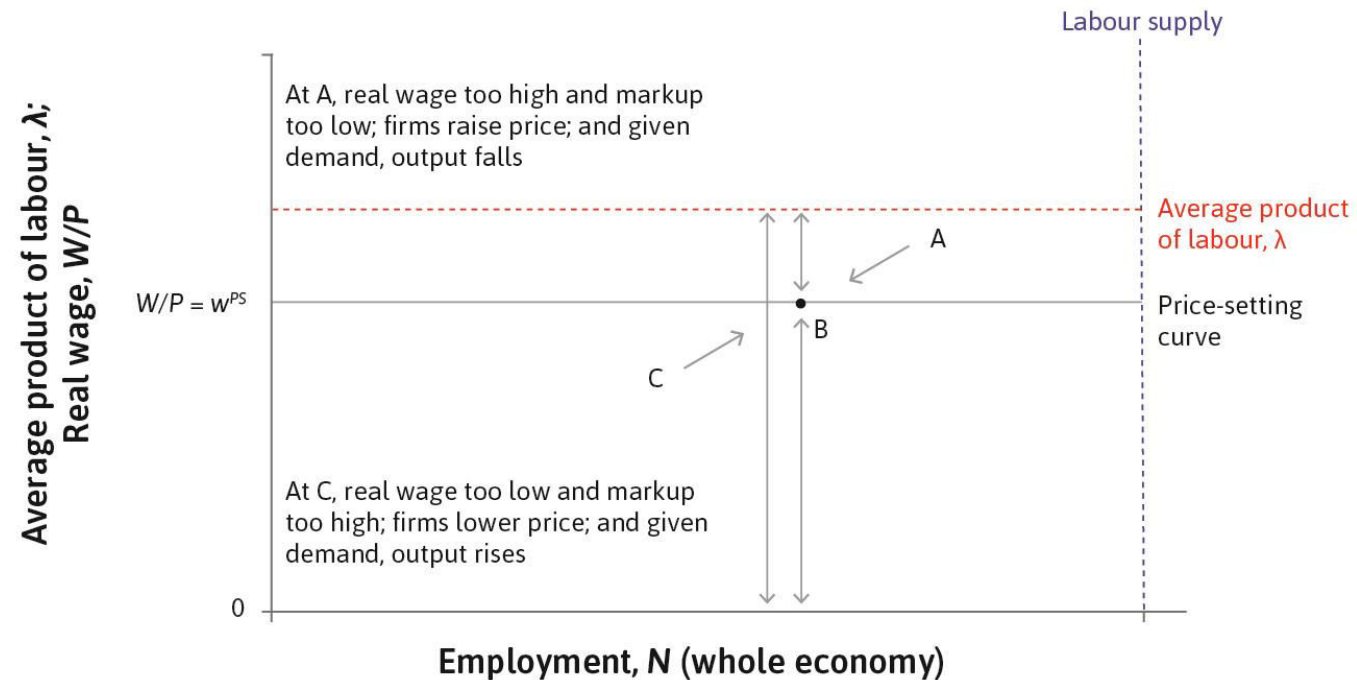 Labour supply
Average product of labour, λ;
Real wage, W/P
At A, real wage too high and markup
too low; firms raise price; and given
demand, output falls
Average product
of labour, λ
A
W/P = wPS
Price-setting
curve
B
C
At C, real wage too low and markup
too high; firms lower price; and given
demand, output rises
0
Employment, N (whole economy)